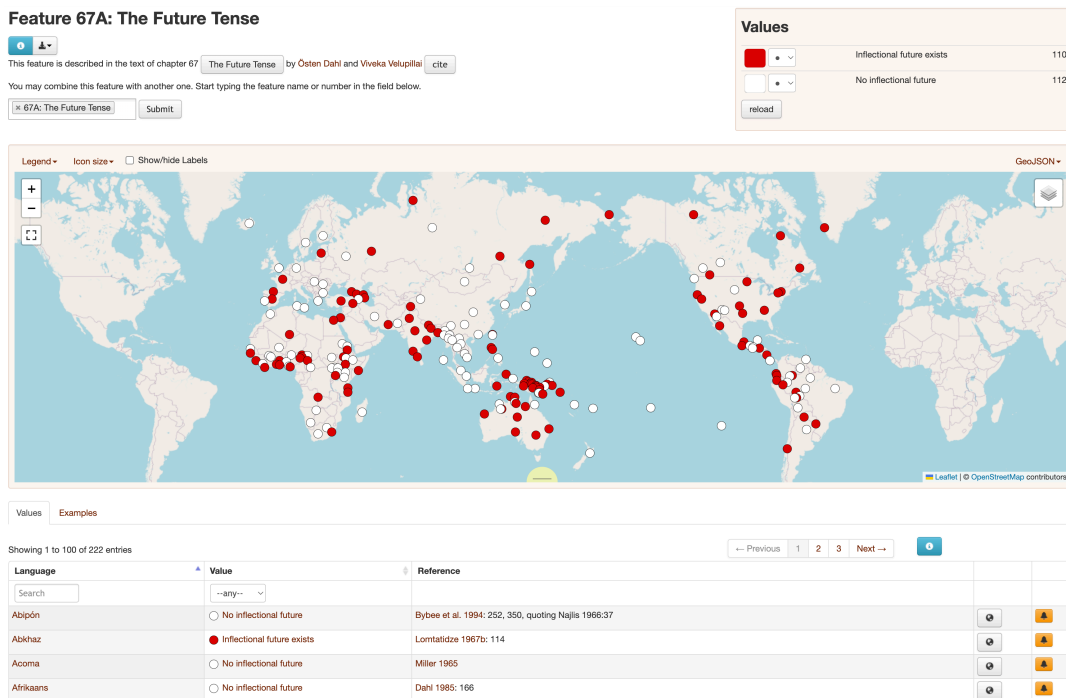 Feature 67A: The Future Tense
This feature is described in the text of chapter 67 The Future Tense by Östen Dahl and Viveka Velupillai cite
You may combine this feature with another one. Start typing the feature name or number in the field below.
× 67A: The Future Tense Submit
Values
Inflectional future exists 110
No inflectional future 112
reload
Legend Icon size Show/hide Labels GeoJSON
+
−
Leaflet | © OpenStreetMap contributors
Values Examples
Showing 1 to 100 of 222 entries
← Previous 1 2 3 Next →
Language Value Reference
Search --any--
Abipón No inflectional future Bybee et al. 1994: 252, 350, quoting Najlis 1966:37
Abkhaz Inflectional future exists Lomtatidze 1967b: 114
Acoma No inflectional future Miller 1965
Afrikaans No inflectional future Dahl 1985: 166